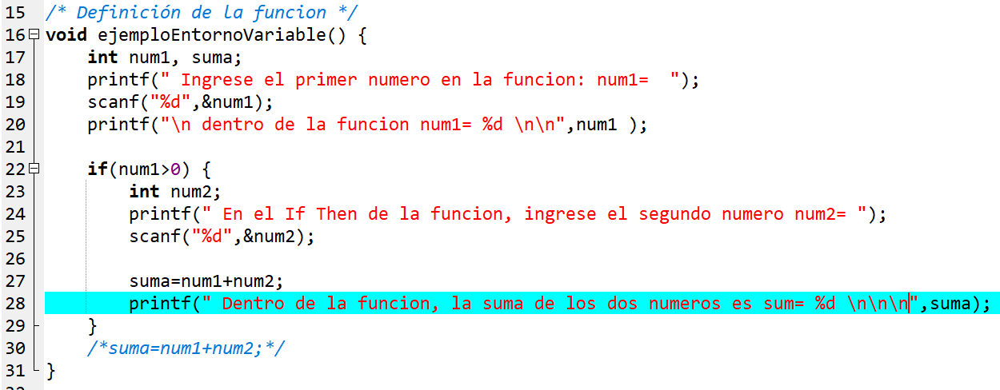 15 /* Definición de la funcion */
16 void ejemploEntornoVariable() {
17     int num1, suma;
18     printf(" Ingrese el primer numero en la funcion: num1=  ");
19     scanf("%d",&num1);
20     printf("\n dentro de la funcion num1= %d \n\n",num1 );
21
22     if(num1>0) {
23         int num2;
24         printf(" En el If Then de la funcion, ingrese el segundo numero num2= ");
25         scanf("%d",&num2);
26
27         suma=num1+num2;
28         printf(" Dentro de la funcion, la suma de los dos numeros es sum= %d \n\n\n",suma);
29     }
30     /*suma=num1+num2;*/
31 }